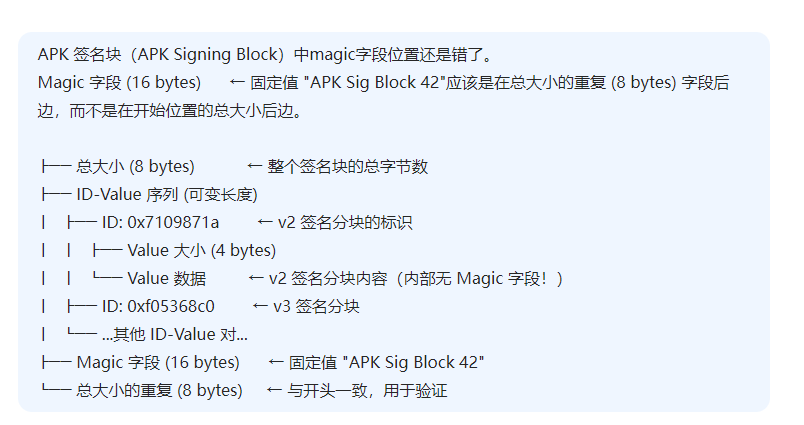 APK 签名块（APK Signing Block）中magic字段位置还是错了。
Magic 字段 (16 bytes)      ← 固定值 "APK Sig Block 42"应该是在总大小的重复 (8 bytes) 字段后
边，而不是在开始位置的总大小后边。
├── 总大小 (8 bytes)           ← 整个签名块的总字节数
├── ID-Value 序列 (可变长度)
│   ├── ID: 0x7109871a        ← v2 签名分块的标识
│   │   ├── Value 大小 (4 bytes)
│   │   └── Value 数据         ← v2 签名分块内容（内部无 Magic 字段！）
│   ├── ID: 0xf05368c0        ← v3 签名分块
│   └── ...其他 ID-Value 对...
├── Magic 字段 (16 bytes)      ← 固定值 "APK Sig Block 42"
└── 总大小的重复 (8 bytes)     ← 与开头一致，用于验证